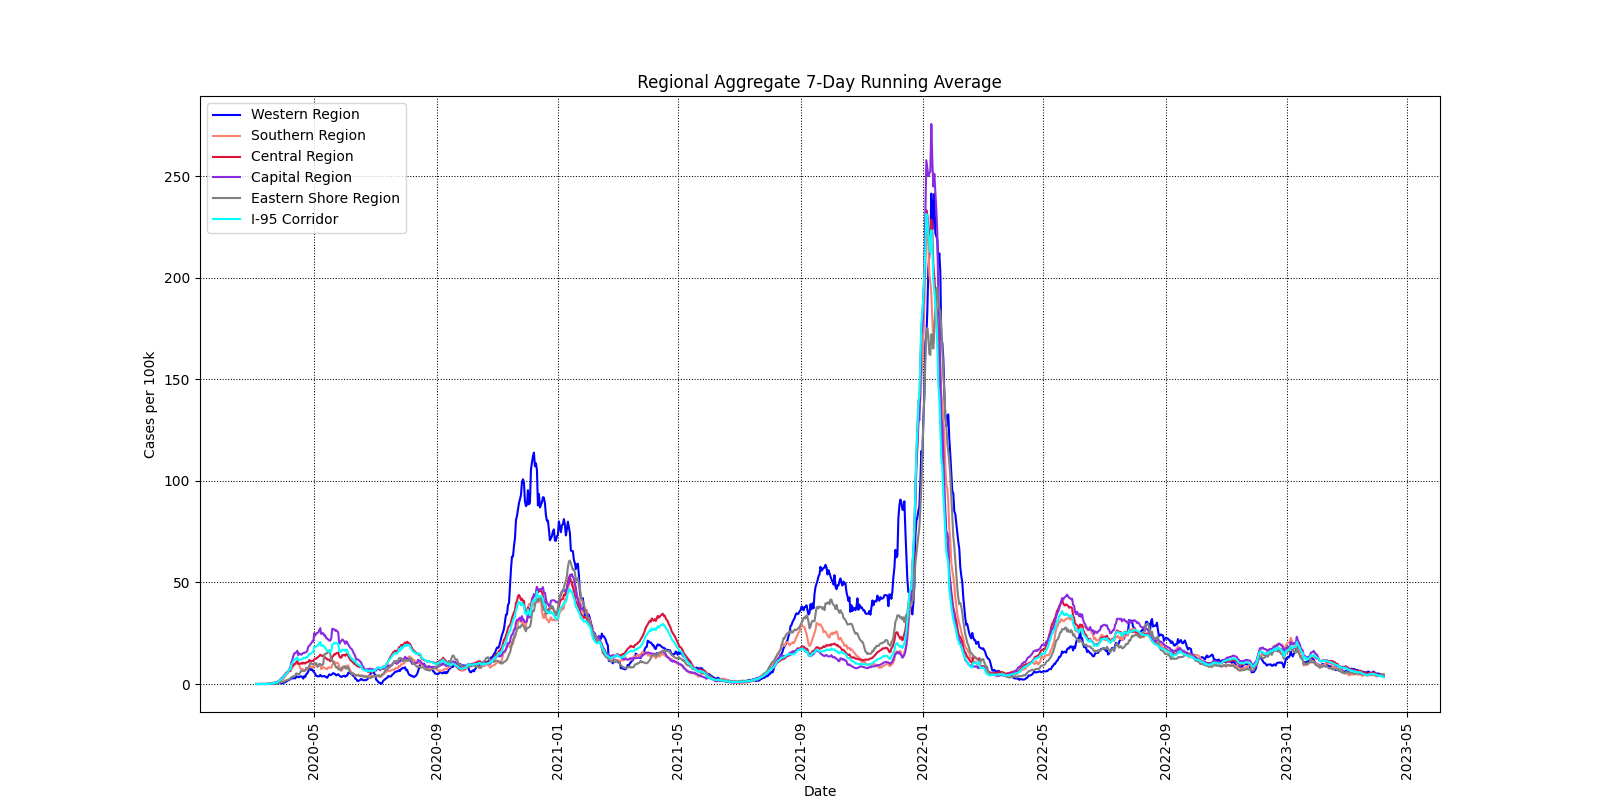 Regional Aggregate 7-Day Running Average
Western Region
Southern Region
Central Region
Capital Region
Eastern Shore Region
I-95 Corridor
Cases per 100k
250
200
150
100
50
0
2020-05
2020-09
2021-01
2021-05
2021-09
2022-01
2022-05
2022-09
2023-01
2023-05
Date